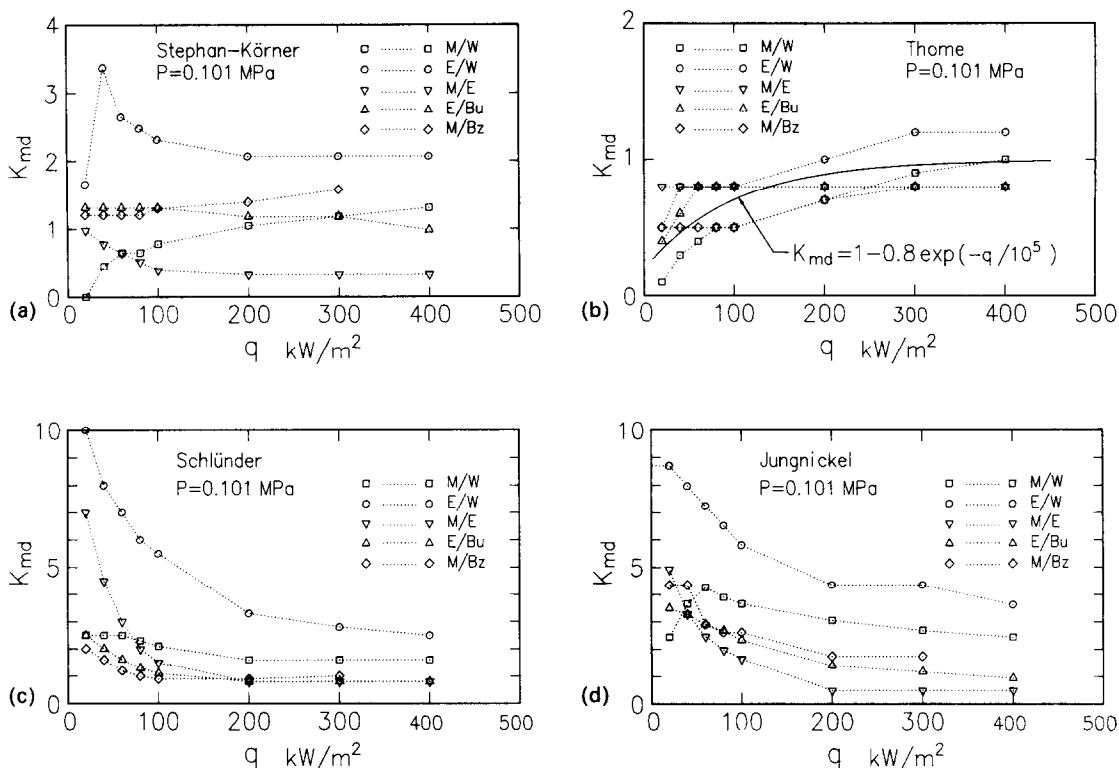 4
3
2
1
0
K_md
Stephan-Körner
P=0.101 MPa
M/W
E/W
M/E
E/Bu
M/Bz
0 100 200 300 400 500
q kW/m²
(a)
2
1
0
K_md
M/W
E/W
M/E
E/Bu
M/Bz
Thome
P=0.101 MPa
K_md=1-0.8exp(-q/10⁵)
0 100 200 300 400 500
q kW/m²
(b)
10
5
0
K_md
Schlünder
P=0.101 MPa
M/W
E/W
M/E
E/Bu
M/Bz
0 100 200 300 400 500
q kW/m²
(c)
10
5
0
K_md
Jungnickel
P=0.101 MPa
M/W
E/W
M/E
E/Bu
M/Bz
0 100 200 300 400 500
q kW/m²
(d)